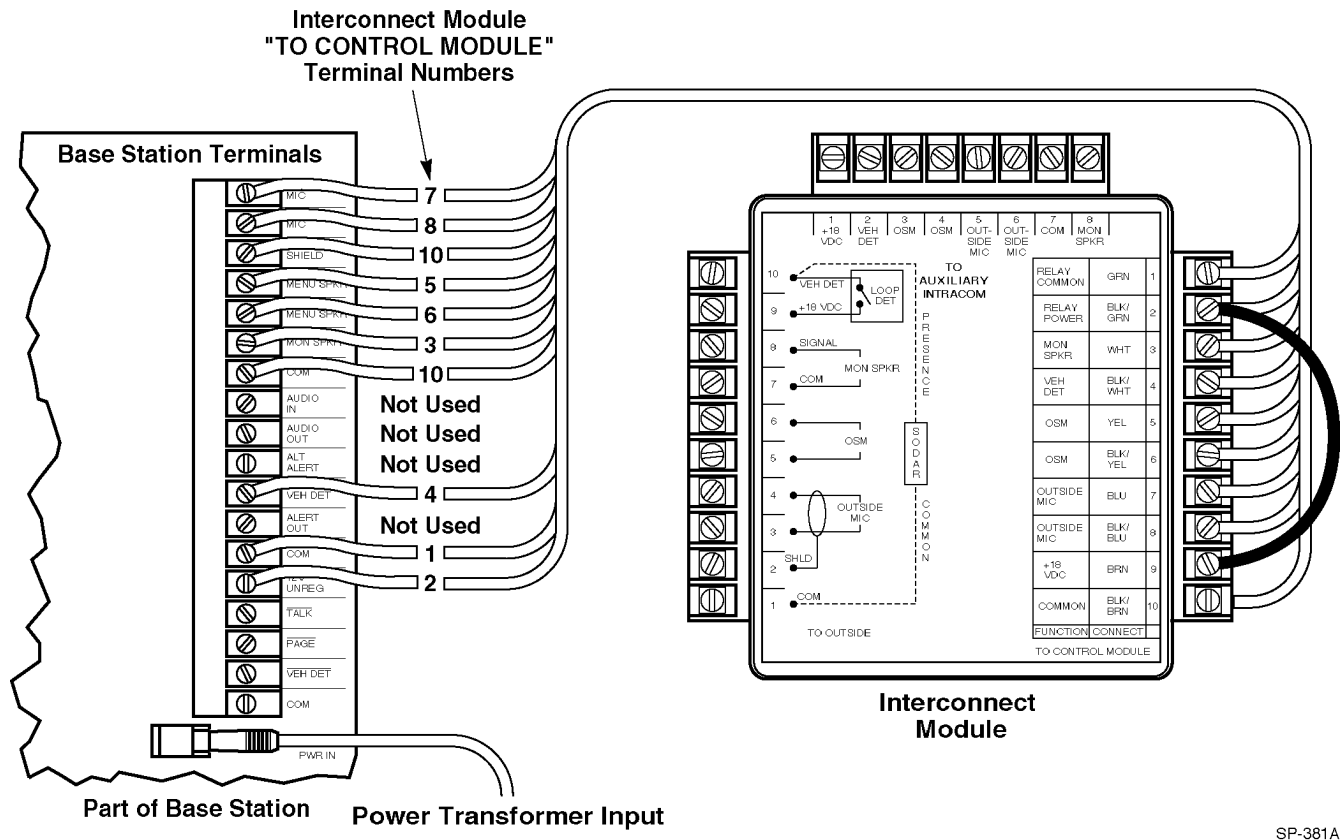 Interconnect Module
"TO CONTROL MODULE"
Terminal Numbers
Base Station Terminals
MIC
7
MIC
8
SHIELD
10
MENU SPKR
5
MENU SPKR
6
MON SPKR
3
COM
10
AUDIO
IN
Not Used
AUDIO
OUT
Not Used
ALT
ALERT
Not Used
VEH DET
4
ALERT
OUT
Not Used
COM
1
UNREG
2
TALK
PAGE
VEH DET
COM
PWR IN
Part of Base Station
Power Transformer Input
1
+18
VDC
2
VEH
DET
3
OSM
4
OSM
5
OUT-
SIDE
MIC
6
OUT-
SIDE
MIC
7
COM
8
MON
SPKR
TO
AUXILIARY
INTRACOM
10
VEH DET
LOOP
DET
9
+18 VDC
8
SIGNAL
MON SPKR
7
COM
6
OSM
5
4
OUTSIDE
MIC
3
SHLD
2
1
COM
PRESENCE
SODAR
COMMON
TO OUTSIDE
RELAY
COMMON
GRN
1
RELAY
POWER
BLK/
GRN
2
MON
SPKR
WHT
3
VEH
DET
BLK/
WHT
4
OSM
YEL
5
OSM
BLK/
YEL
6
OUTSIDE
MIC
BLU
7
OUTSIDE
MIC
BLK/
BLU
8
+18
VDC
BRN
9
COMMON
BLK/
BRN
10
FUNCTION CONNECT
TO CONTROL MODULE
Interconnect
Module
SP-381A